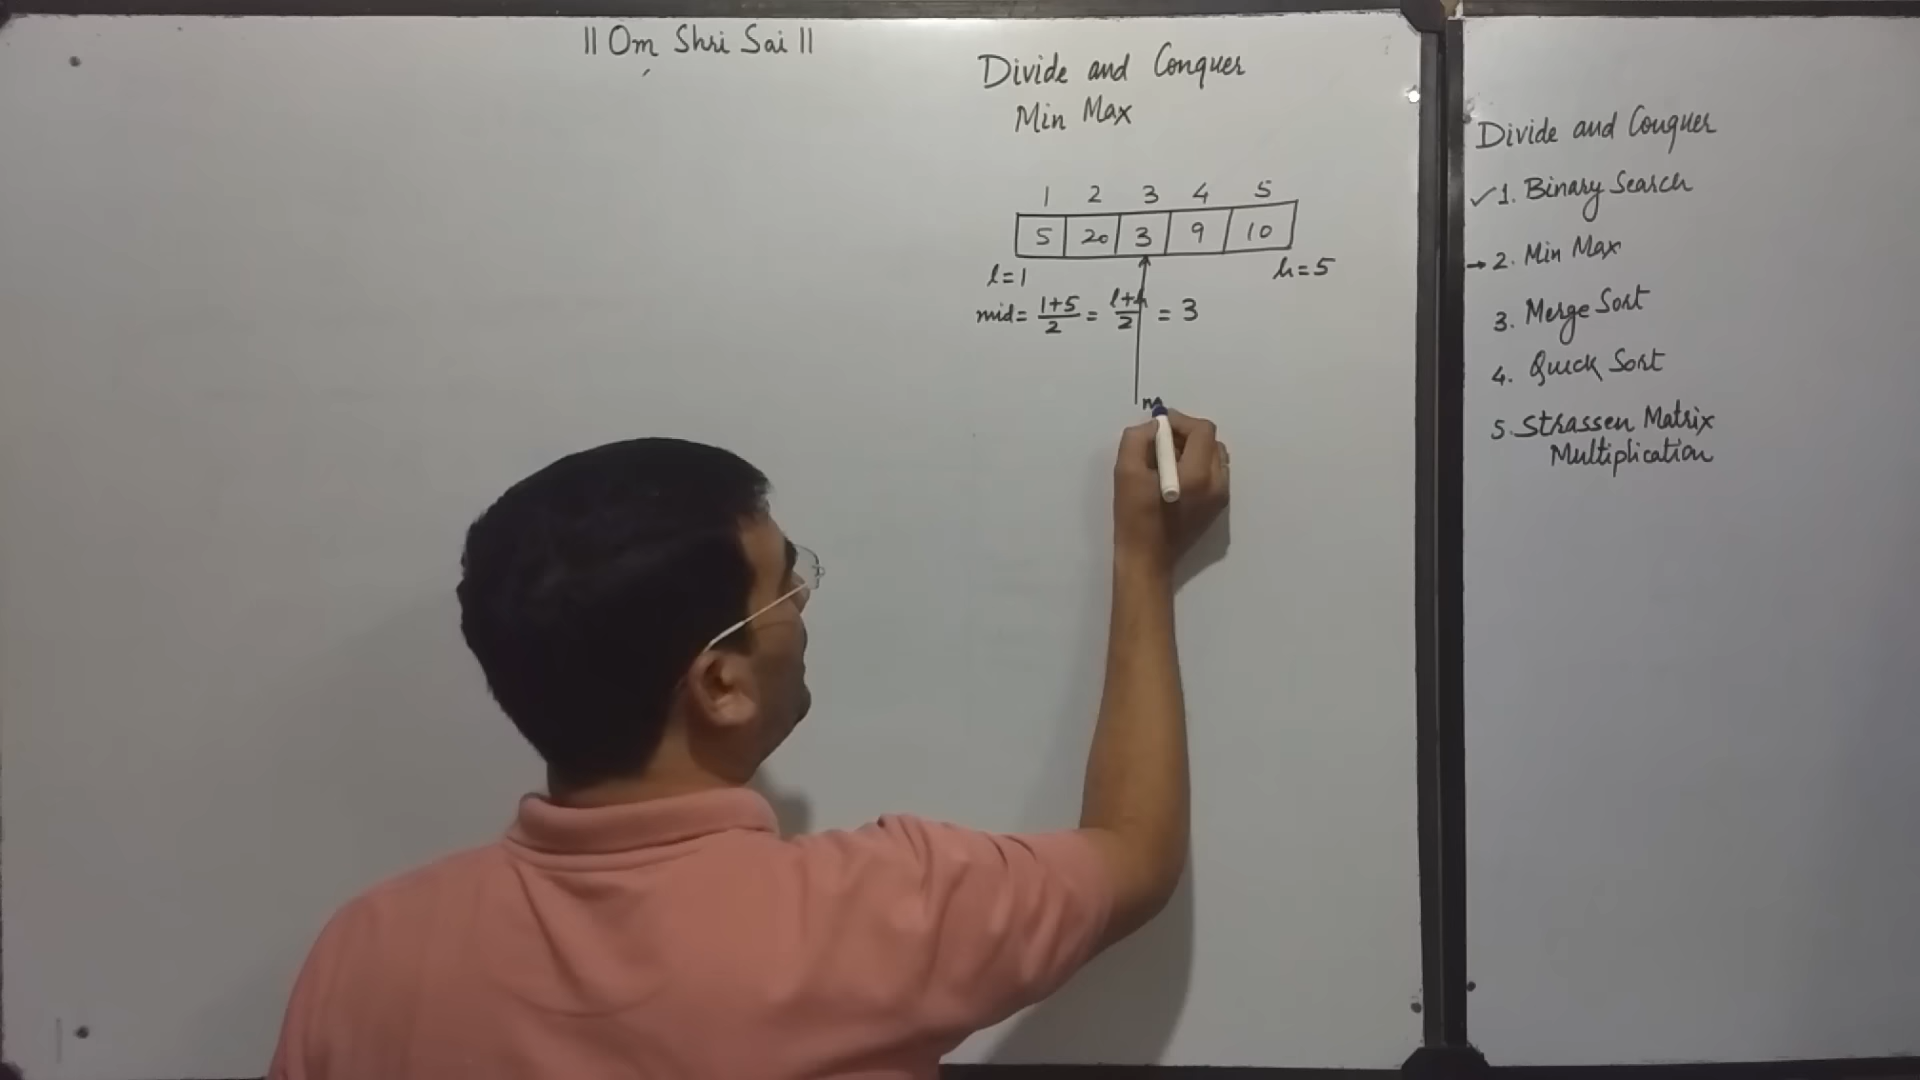 || Om Shri Sai ||
Divide and Conquer
Min Max
1 2 3 4 5
5 20 3 9 10
l=1 h=5
mid= 1+5/2 = l+h/2 = 3
m
Divide and Conquer
✓1. Binary Search
→2. Min Max
3. Merge Sort
4. Quick Sort
5. Strassen Matrix
Multiplication